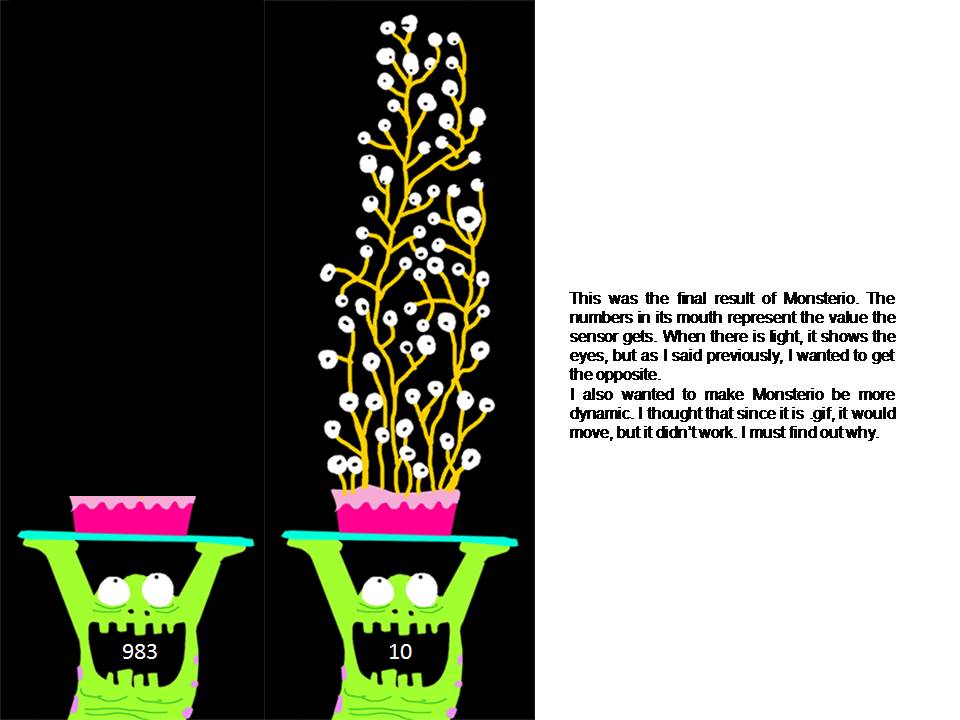 This was the final result of Monsterio. The
numbers in its mouth represent the value the
sensor gets. When there is light, it shows the
eyes, but as I said previously, I wanted to get
the opposite.
I also wanted to make Monsterio be more
dynamic. I thought that since it is .gif, it would
move, but it didn't work. I must find out why.
983
10